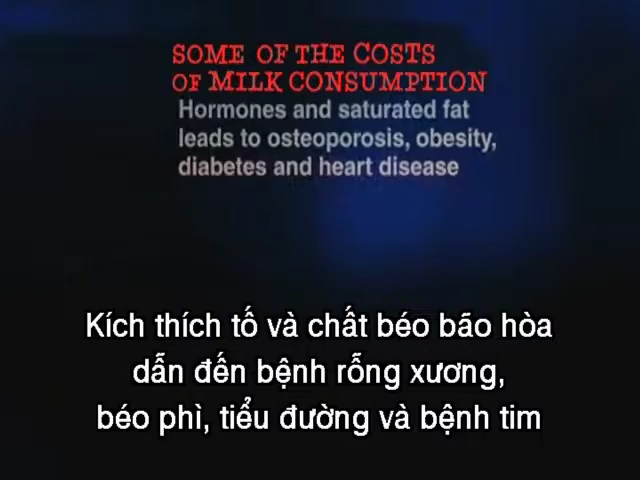 SOME OF THE COSTS
OF MILK CONSUMPTION
Hormones and saturated fat
leads to osteoporosis, obesity,
diabetes and heart disease
Kích thích tố và chất béo bão hòa
dẫn đến bệnh rỗng xương,
béo phì, tiểu đường và bệnh tim